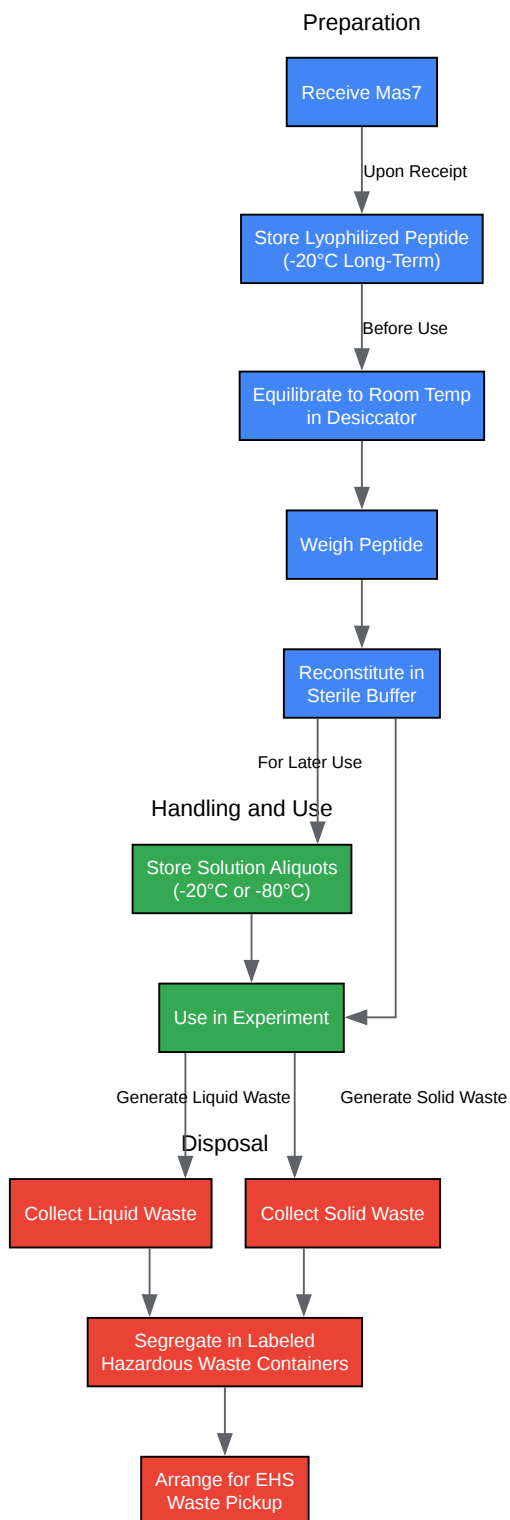 Preparation
Receive Mas7
Upon Receipt
Store Lyophilized Peptide
(-20°C Long-Term)
Before Use
Equilibrate to Room Temp
in Desiccator
Weigh Peptide
Reconstitute in
Sterile Buffer
For Later Use
Handling and Use
Store Solution Aliquots
(-20°C or -80°C)
Use in Experiment
Generate Liquid Waste
Generate Solid Waste
Disposal
Collect Liquid Waste
Collect Solid Waste
Segregate in Labeled
Hazardous Waste Containers
Arrange for EHS
Waste Pickup